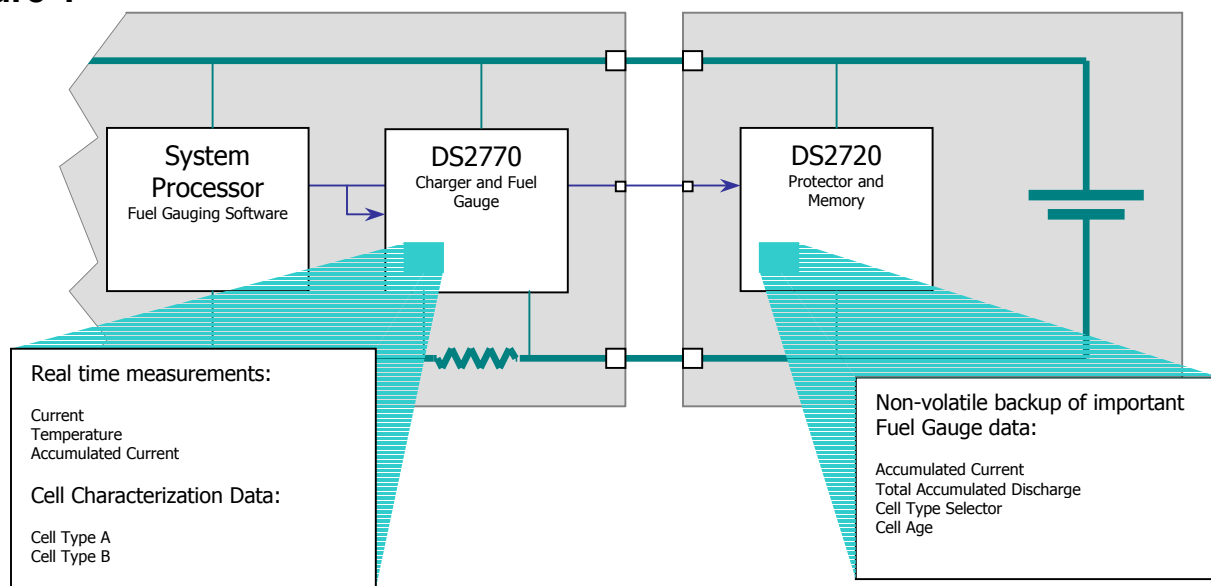 System
Processor
Fuel Gauging Software
DS2770
Charger and Fuel
Gauge
DS2720
Protector and
Memory
Real time measurements:
Current
Temperature
Accumulated Current
Cell Characterization Data:
Cell Type A
Cell Type B
Non-volatile backup of important
Fuel Gauge data:
Accumulated Current
Total Accumulated Discharge
Cell Type Selector
Cell Age